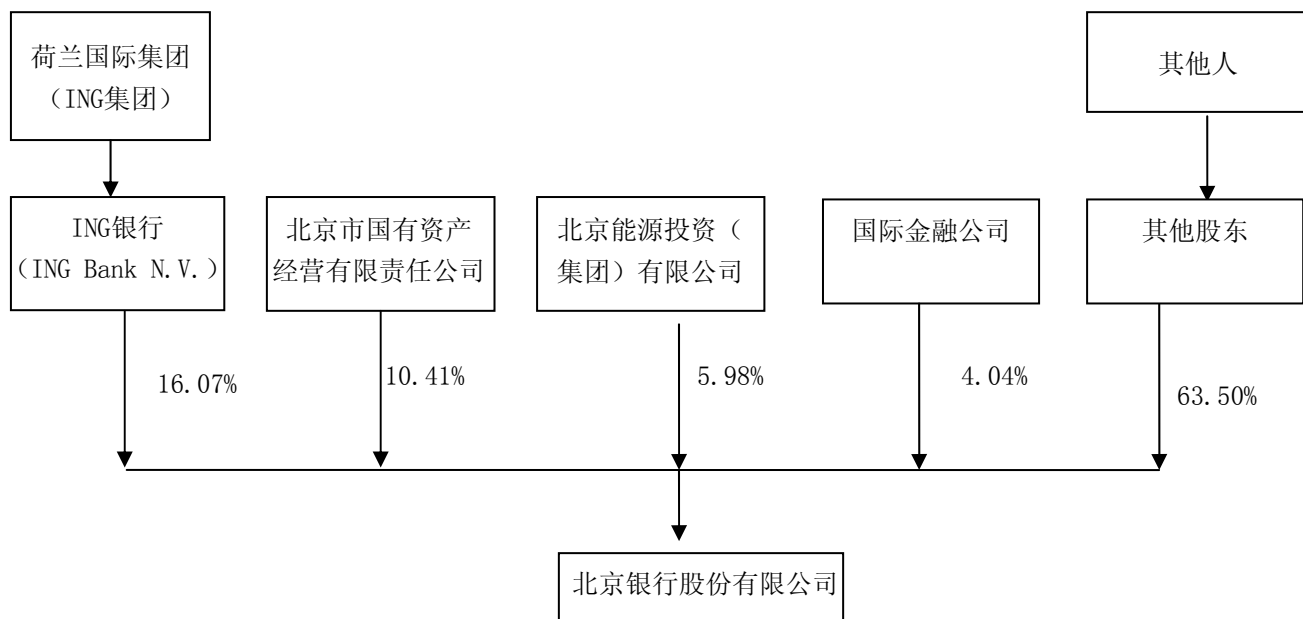 荷兰国际集团
（ING集团）
其他人
ING银行
（ING Bank N.V.）
北京市国有资产
经营有限责任公司
北京能源投资（
集团）有限公司
国际金融公司
其他股东
16.07%
10.41%
5.98%
4.04%
63.50%
北京银行股份有限公司